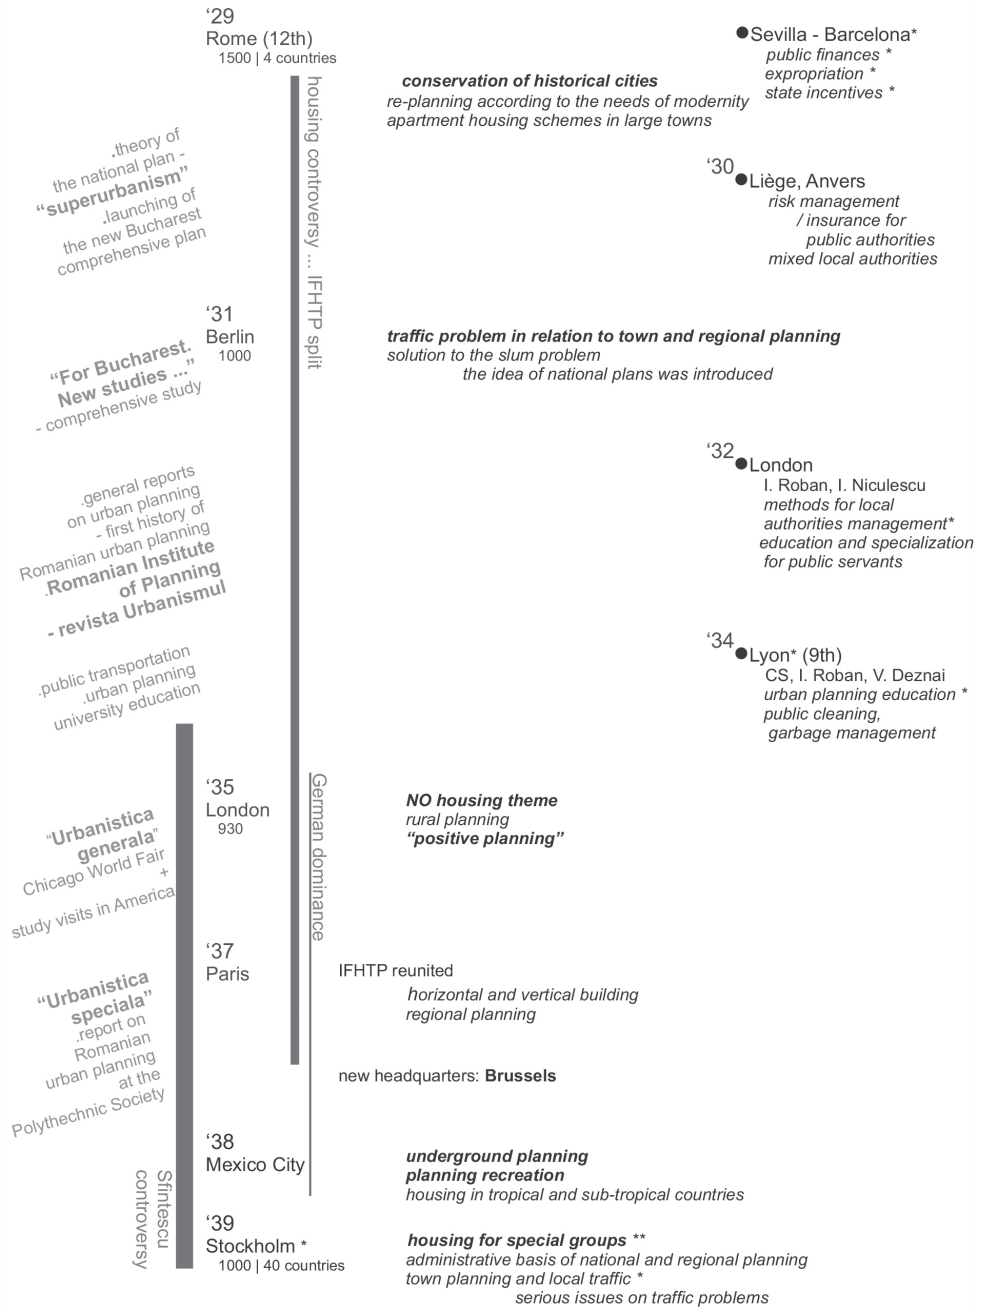 ‘29
Rome (12th)
1500 | 4 countries
housing controversy ... IFHTP split
conservation of historical cities
re-planning according to the needs of modernity
apartment housing schemes in large towns
Sevilla - Barcelona*
public finances *
expropriation *
state incentives *
.theory of
the national plan -
“superurbanism”
.launching of
the new Bucharest
comprehensive plan
‘30
Liège, Anvers
risk management
/ insurance for
public authorities
mixed local authorities
‘31
Berlin
1000
traffic problem in relation to town and regional planning
solution to the slum problem
the idea of national plans was introduced
“For Bucharest.
New studies ...”
- comprehensive study
‘32
London
I. Roban, I. Niculescu
methods for local
authorities management*
education and specialization
for public servants
.general reports
on urban planning
- first history of
Romanian urban planning
.Romanian Institute
of Planning
- revista Urbanismul
‘34
Lyon* (9th)
CS, I. Roban, V. Deznai
urban planning education *
public cleaning,
garbage management
.public transportation
.urban planning
university education
‘35
London
930
German dominance
NO housing theme
rural planning
“positive planning”
“Urbanistica
generala”
Chicago World Fair
+
study visits in America
‘37
Paris
IFHTP reunited
horizontal and vertical building
regional planning
“Urbanistica
speciala”
.report on
Romanian
urban planning
at the
Polythechnic Society
new headquarters: Brussels
‘38
Mexico City
underground planning
planning recreation
housing in tropical and sub-tropical countries
Sfintescu
controversy
‘39
Stockholm *
1000 | 40 countries
housing for special groups **
administrative basis of national and regional planning
town planning and local traffic *
serious issues on traffic problems